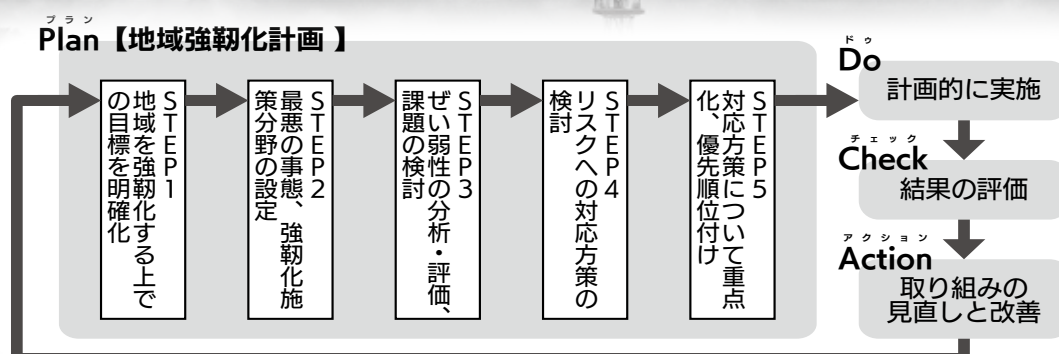 プラン
Plan【地域強靱化計画 】
STEP1
地域を強靱化する上で
の目標を明確化
STEP2
最悪の事態、強靱化施
策分野の設定
STEP3
ぜい弱性の分析・評価、
課題の検討
STEP4
リスクへの対応方策の
検討
STEP5
対応方策について重点
化、優先順位付け
ドゥ
Do
計画的に実施
チェック
Check
結果の評価
アクション
Action
取り組みの
見直しと改善